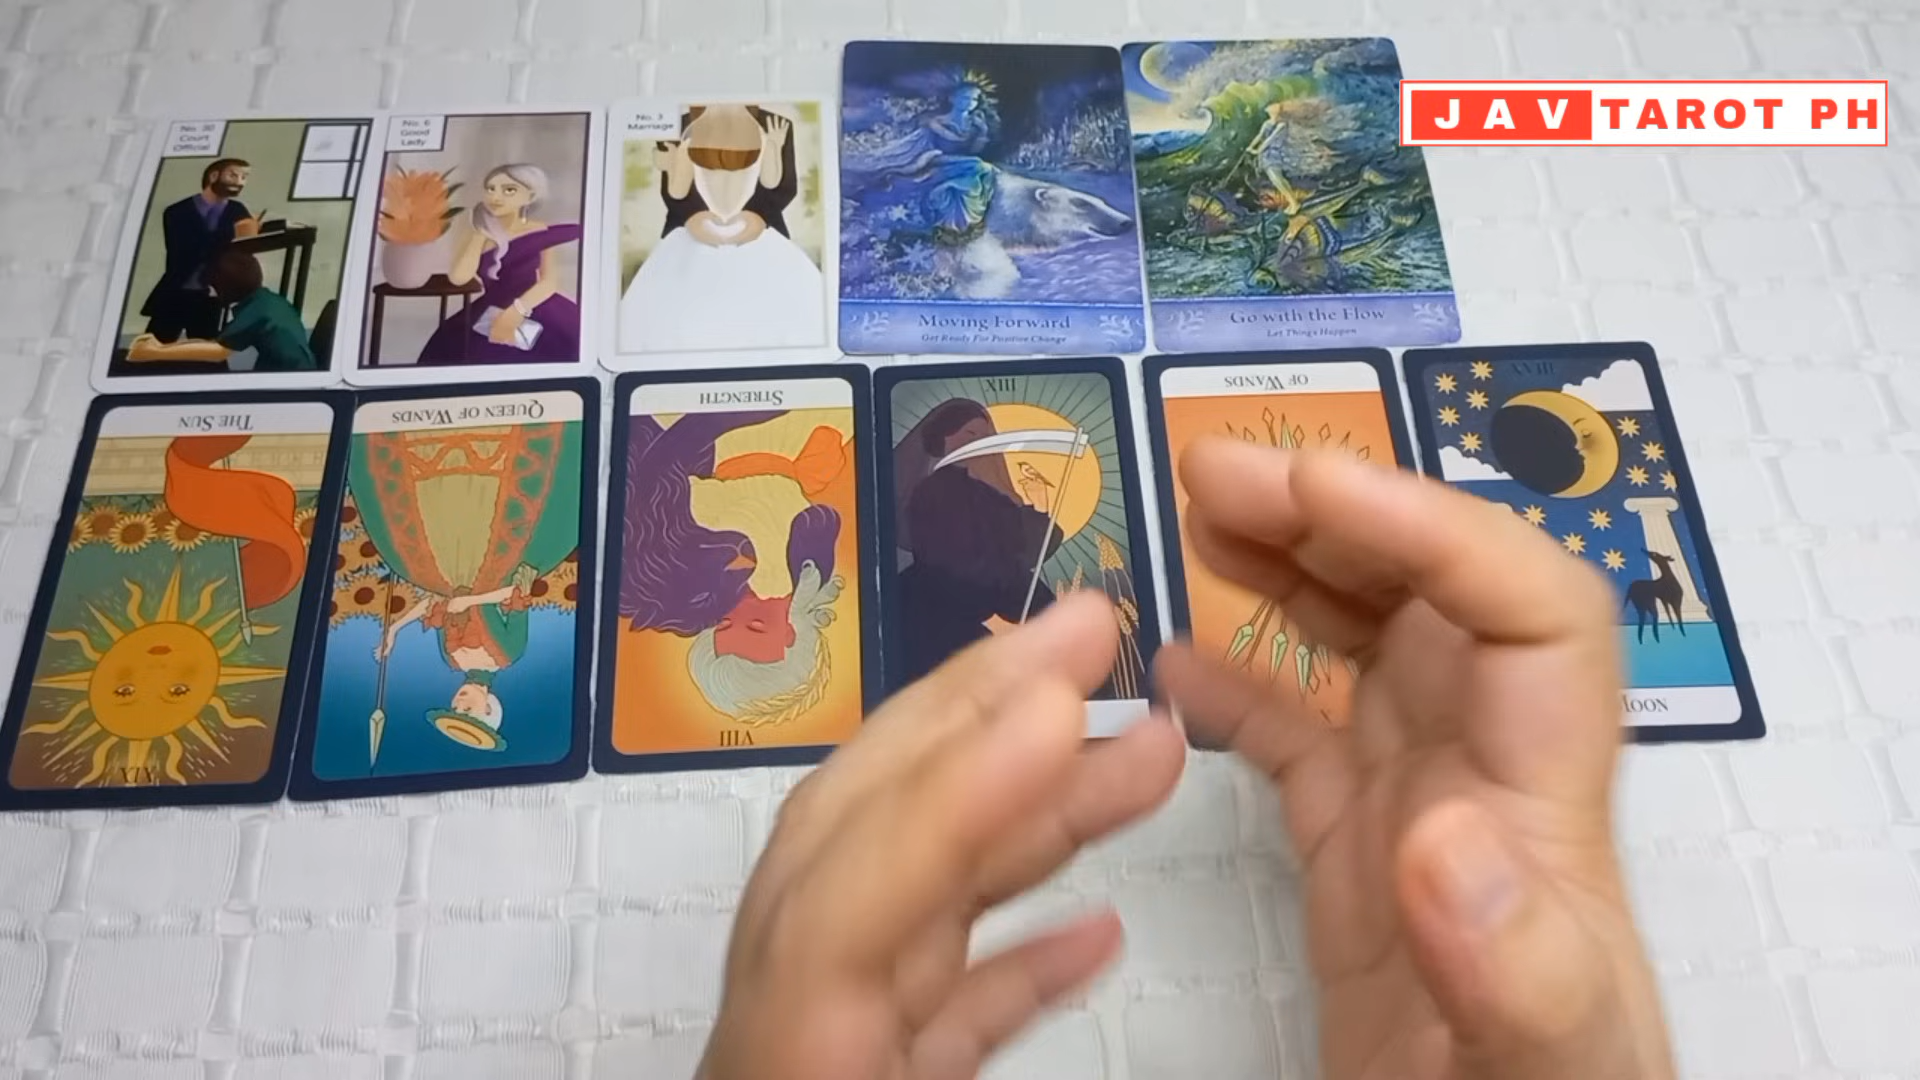 JAV TAROT PH
No. 30
Court
Official
No. 6
Good
Lady
No. 3
Marriage
Moving Forward
Get Ready For Positive Change
Go with the Flow
Let Things Happen
THE SUN
QUEEN OF WANDS
STRENGTH
XIII
OF WANDS
XVIII
XIX
VIII
X
MOON